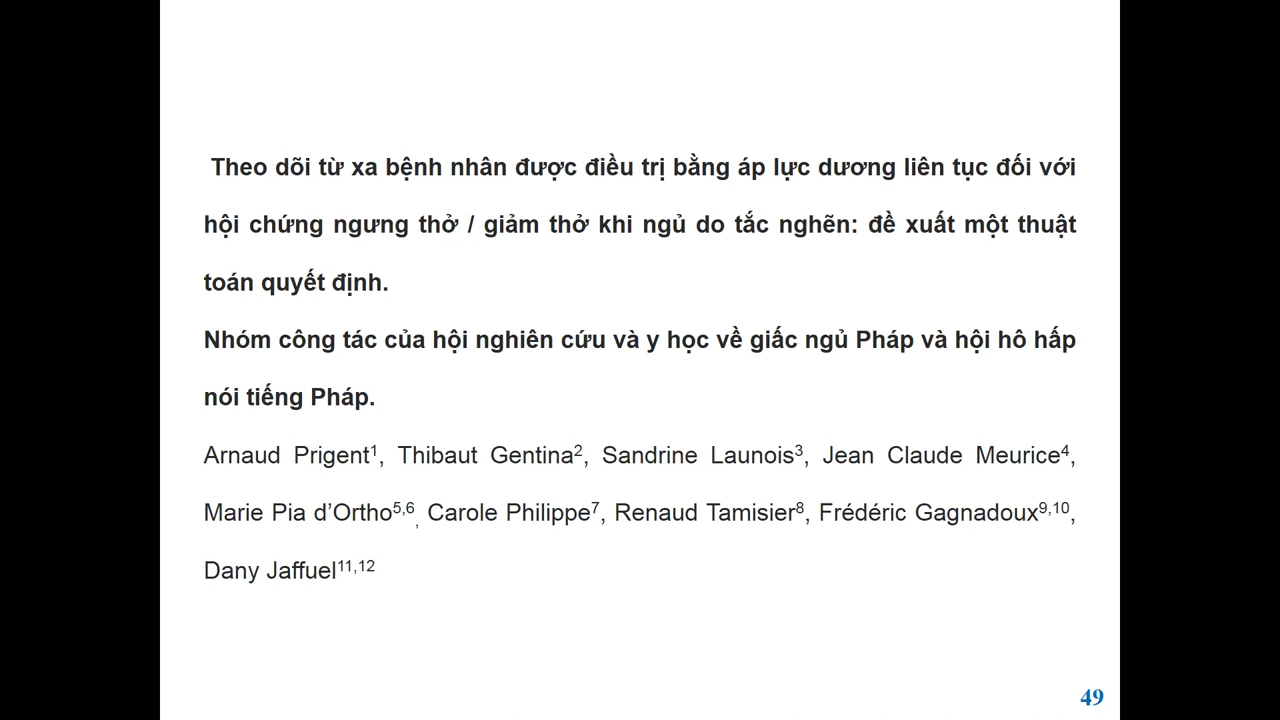 Theo dõi từ xa bệnh nhân được điều trị bằng áp lực dương liên tục đối với
hội chứng ngưng thở / giảm thở khi ngủ do tắc nghẽn: đề xuất một thuật
toán quyết định.
Nhóm công tác của hội nghiên cứu và y học về giấc ngủ Pháp và hội hô hấp
nói tiếng Pháp.
Arnaud Prigent¹, Thibaut Gentina², Sandrine Launois³, Jean Claude Meurice⁴,
Marie Pia d’Ortho⁵,⁶, Carole Philippe⁷, Renaud Tamisier⁸, Frédéric Gagnadoux⁹,¹⁰,
Dany Jaffuel¹¹,¹²
49